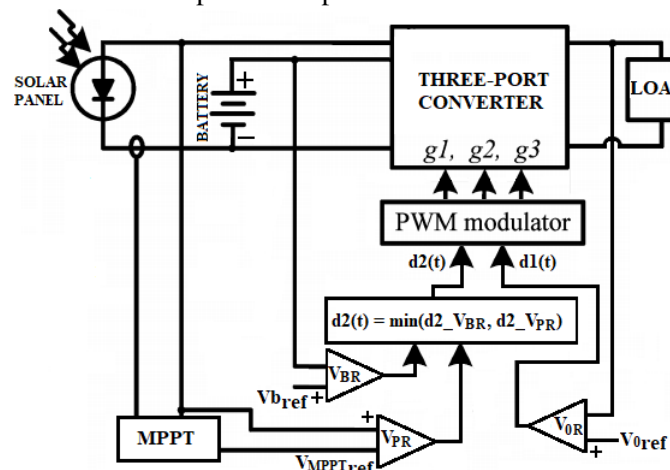 SOLAR
PANEL
BATTERY
+
−
THREE-PORT
CONVERTER
g1, g2, g3
LOA
PWM modulator
d2(t)
d1(t)
d2(t) = min(d2_VBR, d2_VPR)
VBR
Vbref +
MPPT
+
VPR
VMPPTref
V0R
+
V0ref